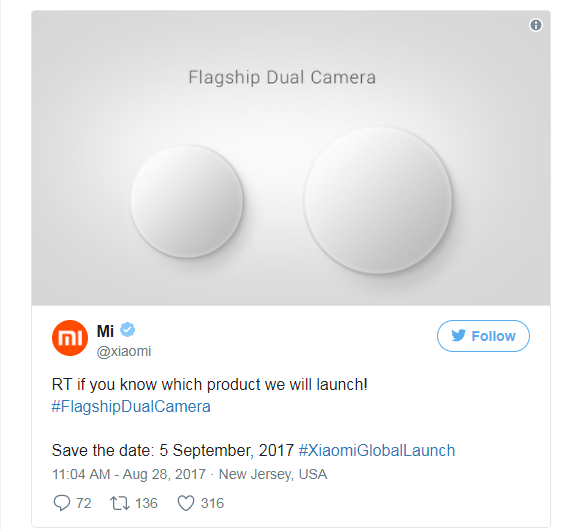 Flagship Dual Camera
Mi
Follow
@xiaomi
RT if you know which product we will launch!
#FlagshipDualCamera
Save the date: 5 September, 2017 #XiaomiGlobalLaunch
11:04 AM - Aug 28, 2017 · New Jersey, USA
72 136 316